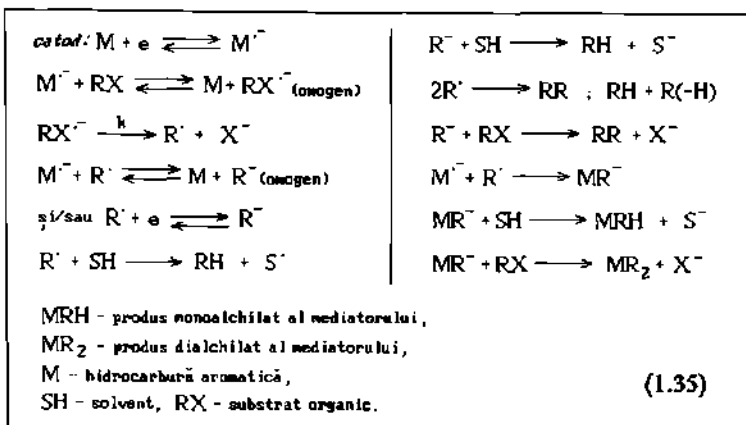 catod: M + e ⇌ M·⁻
M·⁻ + RX ⇌ M + RX·⁻ (omogen)
RX·⁻ —k→ R· + X⁻
M·⁻ + R· ⇌ M + R⁻ (omogen)
și/sau R· + e ⇌ R⁻
R· + SH ⟶ RH + S·
R⁻ + SH ⟶ RH + S⁻
2R· ⟶ RR ; RH + R(-H)
R⁻ + RX ⟶ RR + X⁻
M·⁻ + R· ⟶ MR⁻
MR⁻ + SH ⟶ MRH + S⁻
MR⁻ + RX ⟶ MR₂ + X⁻
MRH - produs monoalchilat al mediatorului,
MR₂ - produs dialchilat al mediatorului,
M - hidrocarbură aromatică,
SH - solvent, RX - substrat organic.
(1.35)